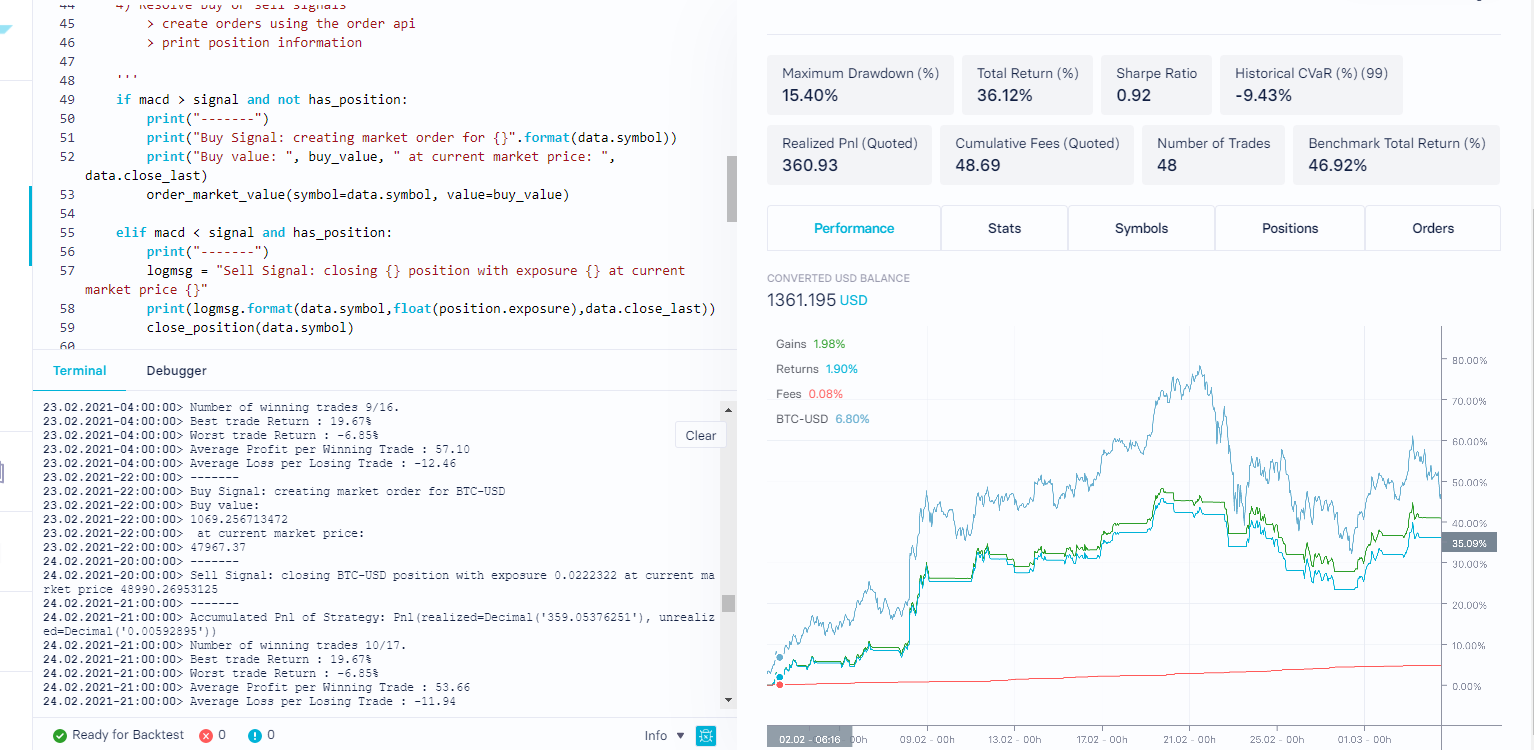 44 4) Resolve buy or sell signals
45 > create orders using the order api
46 > print position information
47
48 '''
49 if macd > signal and not has_position:
50 print("-------")
51 print("Buy Signal: creating market order for {}".format(data.symbol))
52 print("Buy value: ", buy_value, " at current market price: ",
data.close_last)
53 order_market_value(symbol=data.symbol, value=buy_value)
54
55 elif macd < signal and has_position:
56 print("-------")
57 logmsg = "Sell Signal: closing {} position with exposure {} at current
market price {}"
58 print(logmsg.format(data.symbol,float(position.exposure),data.close_last))
59 close_position(data.symbol)
60
Terminal Debugger
23.02.2021-04:00:00> Number of winning trades 9/16.
23.02.2021-04:00:00> Best trade Return : 19.67%
23.02.2021-04:00:00> Worst trade Return : -6.85%
23.02.2021-04:00:00> Average Profit per Winning Trade : 57.10
23.02.2021-04:00:00> Average Loss per Losing Trade : -12.46
23.02.2021-22:00:00> -------
23.02.2021-22:00:00> Buy Signal: creating market order for BTC-USD
23.02.2021-22:00:00> Buy value:
23.02.2021-22:00:00> 1069.256713472
23.02.2021-22:00:00> at current market price:
23.02.2021-22:00:00> 47967.37
24.02.2021-20:00:00> -------
24.02.2021-20:00:00> Sell Signal: closing BTC-USD position with exposure 0.0222322 at current ma
rket price 48990.26953125
24.02.2021-21:00:00> -------
24.02.2021-21:00:00> Accumulated Pnl of Strategy: Pnl(realized=Decimal('359.05376251'), unrealiz
ed=Decimal('0.00592895'))
24.02.2021-21:00:00> Number of winning trades 10/17.
24.02.2021-21:00:00> Best trade Return : 19.67%
24.02.2021-21:00:00> Worst trade Return : -6.85%
24.02.2021-21:00:00> Average Profit per Winning Trade : 53.66
24.02.2021-21:00:00> Average Loss per Losing Trade : -11.94
Clear
Ready for Backtest 0 0 Info
Maximum Drawdown (%) Total Return (%) Sharpe Ratio Historical CVaR (%) (99)
15.40% 36.12% 0.92 -9.43%
Realized Pnl (Quoted) Cumulative Fees (Quoted) Number of Trades Benchmark Total Return (%)
360.93 48.69 48 46.92%
Performance Stats Symbols Positions Orders
CONVERTED USD BALANCE
1361.195 USD
Gains 1.98%
Returns 1.90%
Fees 0.08%
BTC-USD 6.80%
80.00%
70.00%
60.00%
50.00%
40.00%
35.09%
30.00%
20.00%
10.00%
0.00%
02.02 - 06:16 00h 09.02 - 00h 13.02 - 00h 17.02 - 00h 21.02 - 00h 25.02 - 00h 01.03 - 00h